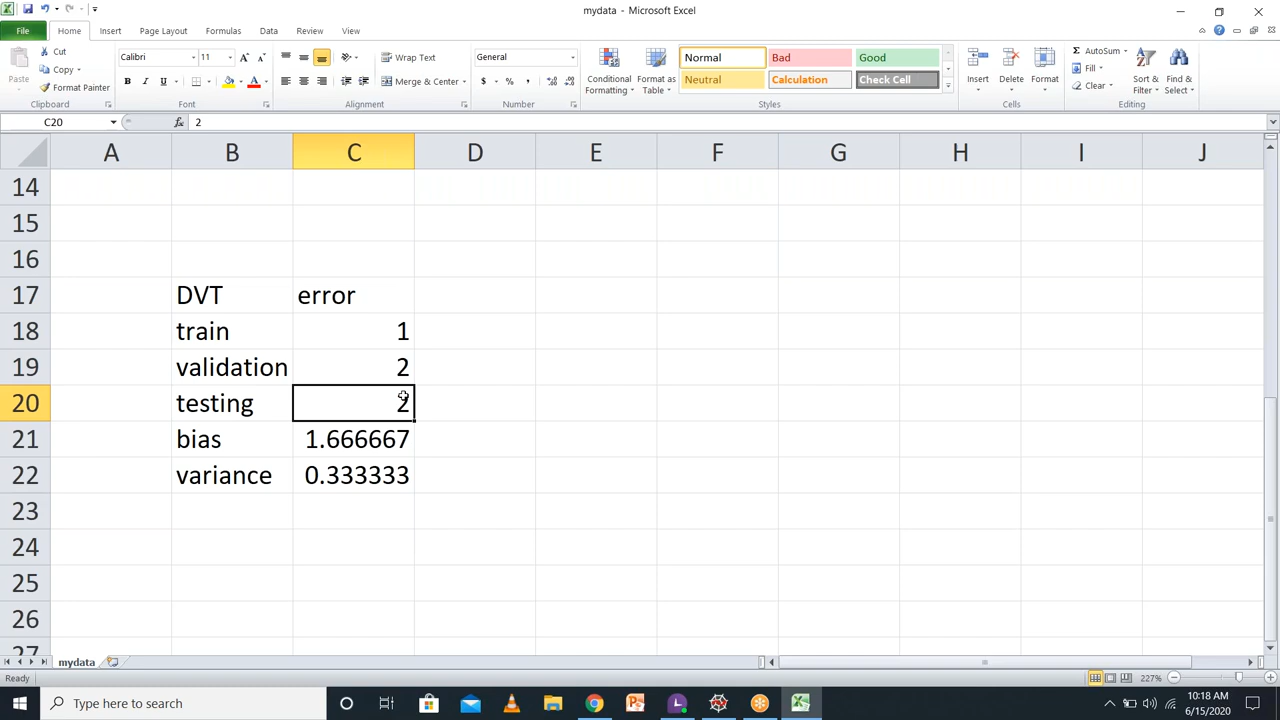 mydata - Microsoft Excel
File Home Insert Page Layout Formulas Data Review View
Cut
Copy
Format Painter
Paste
Clipboard
Calibri 11
B I U
Font
Wrap Text
Merge & Center
Alignment
General
$ % ,
Number
Conditional Formatting
Format as Table
Normal Bad Good
Neutral Calculation Check Cell
Styles
Insert Delete Format
Cells
AutoSum
Fill
Clear
Sort & Filter
Find & Select
Editing
C20 fx 2
A B C D E F G H I J
14
15
16
17 DVT error
18 train 1
19 validation 2
20 testing 2
21 bias 1.666667
22 variance 0.333333
23
24
25
26
27
mydata
Ready 227%
Type here to search
10:18 AM
6/15/2020